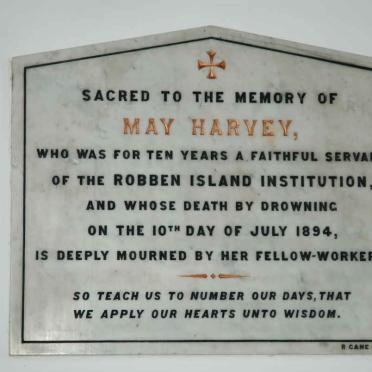 SACRED TO THE MEMORY OF
MAY HARVEY,
WHO WAS FOR TEN YEARS A FAITHFUL SERVAN
OF THE ROBBEN ISLAND INSTITUTION,
AND WHOSE DEATH BY DROWNING
ON THE 10TH DAY OF JULY 1894,
IS DEEPLY MOURNED BY HER FELLOW-WORKER
SO TEACH US TO NUMBER OUR DAYS, THAT
WE APPLY OUR HEARTS UNTO WISDOM.
R CANE